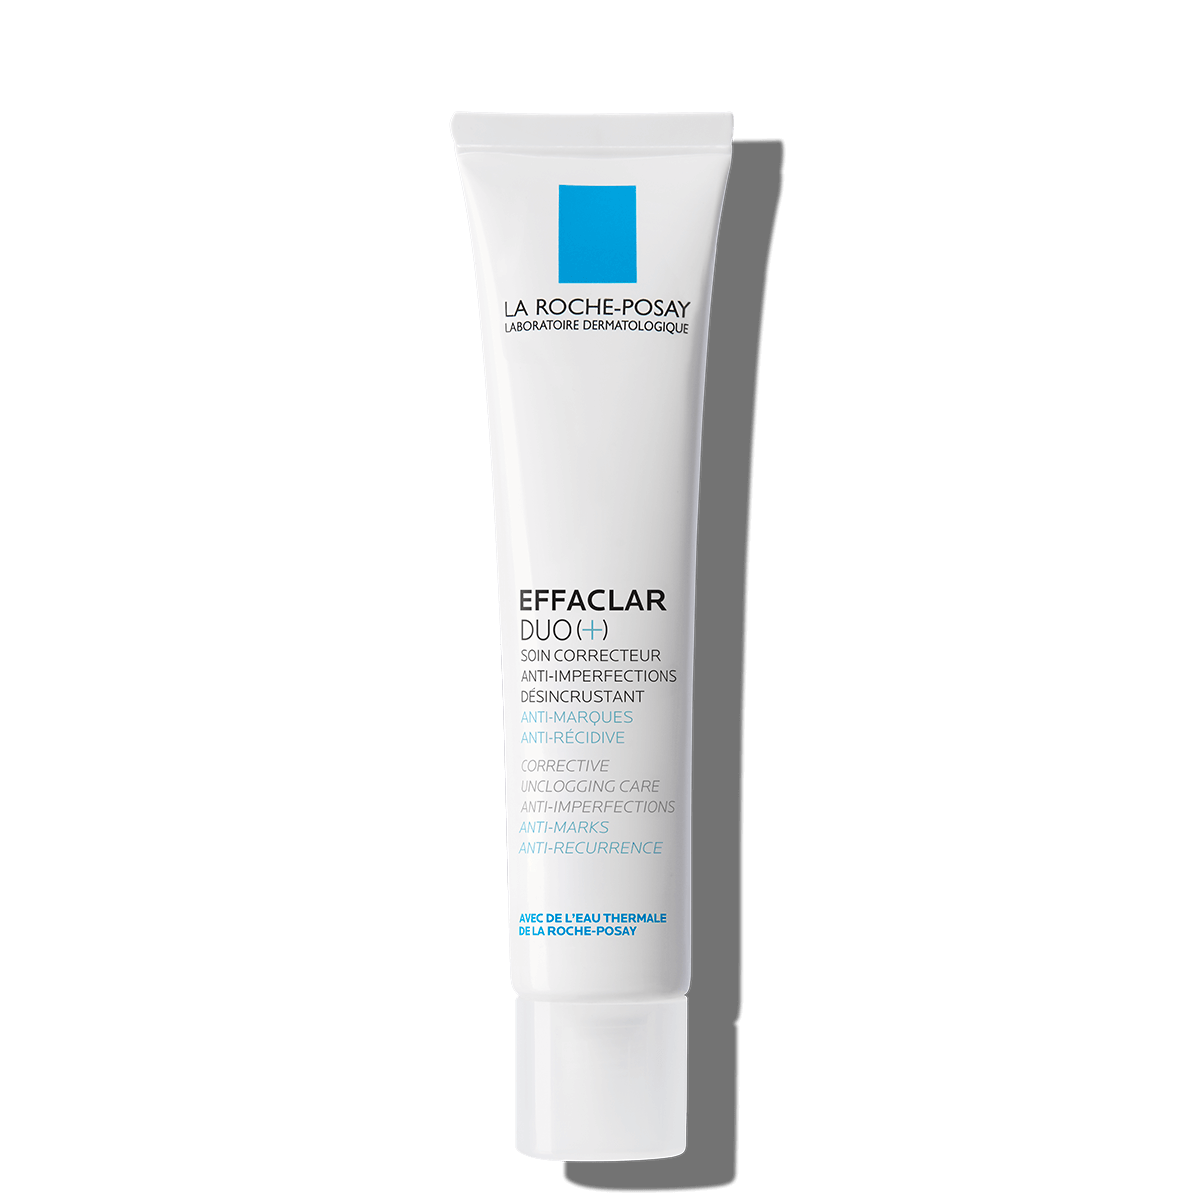 LA ROCHE-POSAY
LABORATOIRE DERMATOLOGIQUE
EFFACLAR
DUO(+)
SOIN CORRECTEUR
ANTI-IMPERFECTIONS
DÉSINCRUSTANT
ANTI-MARQUES
ANTI-RÉCIDIVE
CORRECTIVE
UNCLOGGING CARE
ANTI-IMPERFECTIONS
ANTI-MARKS
ANTI-RECURRENCE
AVEC DE L'EAU THERMALE
DE LA ROCHE-POSAY